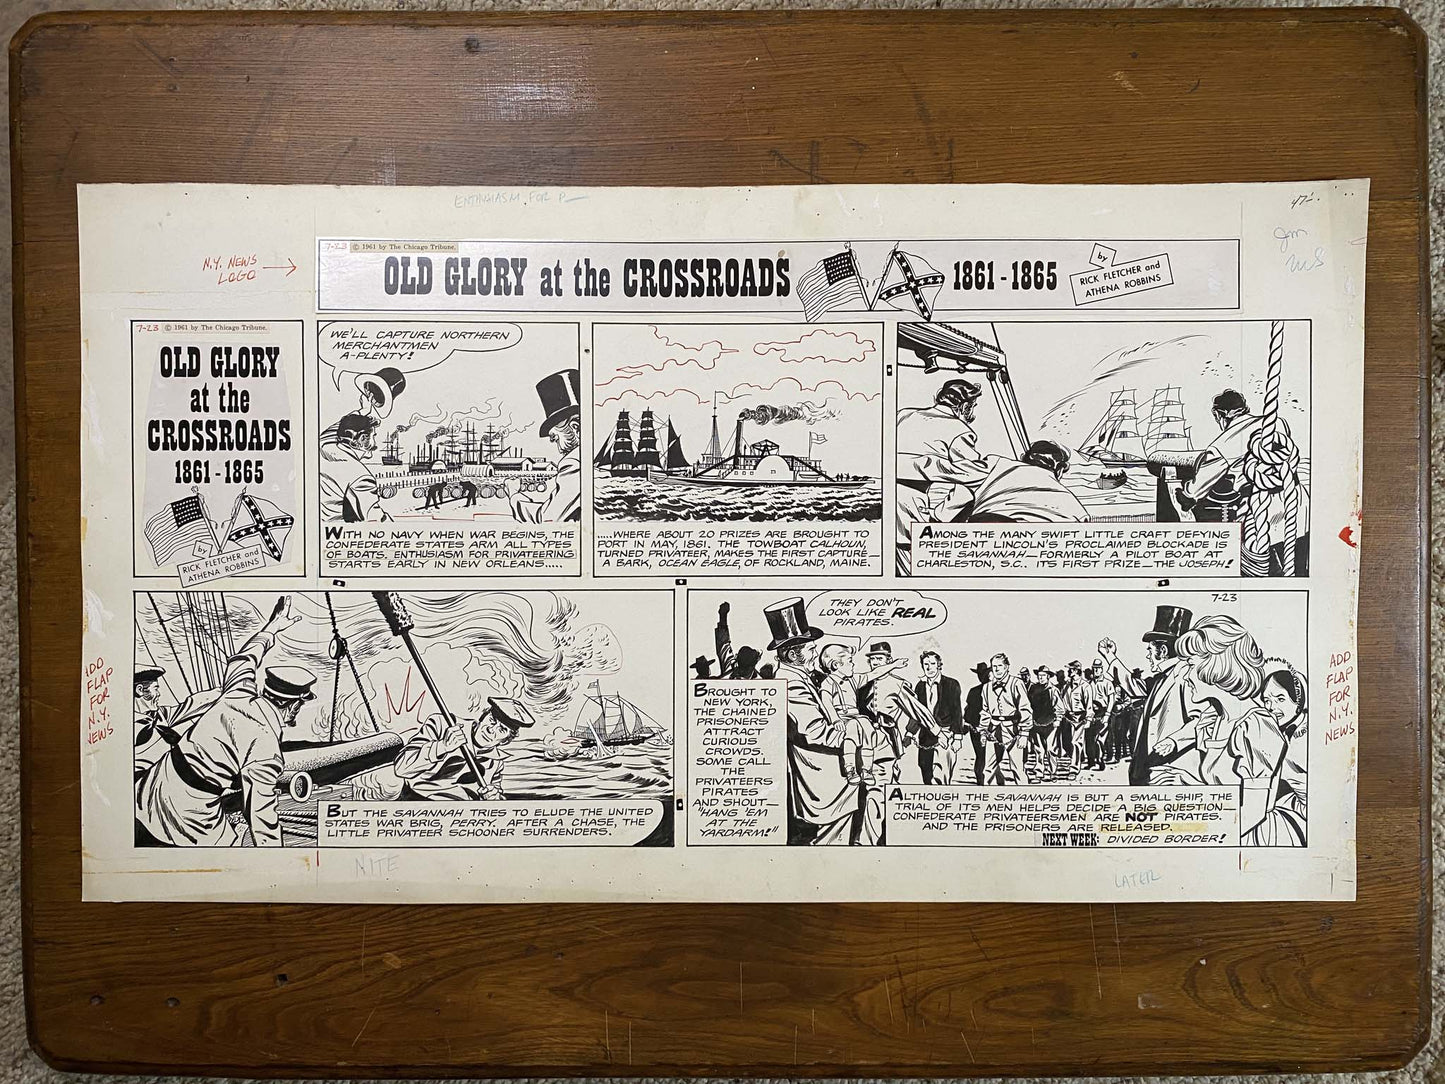 ENTHUSIASM FOR P
47
N.Y. NEWS
LOGO
7-23 © 1961 by The Chicago Tribune.
OLD GLORY at the CROSSROADS 1861-1865
by
RICK FLETCHER and
ATHENA ROBBINS
7-23 © 1961 by The Chicago Tribune.
OLD GLORY
at the
CROSSROADS
1861-1865
by
RICK FLETCHER and
ATHENA ROBBINS
WE'LL CAPTURE NORTHERN
MERCHANTMEN
A-PLENTY!
WITH NO NAVY WHEN WAR BEGINS, THE
CONFEDERATE STATES ARM ALL TYPES
OF BOATS. ENTHUSIASM FOR PRIVATEERING
STARTS EARLY IN NEW ORLEANS.....
.....WHERE ABOUT 20 PRIZES ARE BROUGHT TO
PORT IN MAY, 1861. THE TOWBOAT CALHOUN,
TURNED PRIVATEER, MAKES THE FIRST CAPTURE—
A BARK, OCEAN EAGLE, OF ROCKLAND, MAINE.
AMONG THE MANY SWIFT LITTLE CRAFT DEFYING
PRESIDENT LINCOLN'S PROCLAIMED BLOCKADE IS
THE SAVANNAH—FORMERLY A PILOT BOAT AT
CHARLESTON, S.C.. ITS FIRST PRIZE—THE JOSEPH!
ADD
FLAP
FOR
N.Y.
NEWS
BUT THE SAVANNAH TRIES TO ELUDE THE UNITED
STATES WAR BRIG, PERRY. AFTER A CHASE, THE
LITTLE PRIVATEER SCHOONER SURRENDERS.
THEY DON'T
LOOK LIKE REAL
PIRATES.
7-23
BROUGHT TO
NEW YORK,
THE CHAINED
PRISONERS
ATTRACT
CURIOUS
CROWDS.
SOME CALL
THE
PRIVATEERS
PIRATES
AND SHOUT—
"HANG 'EM
AT THE
YARDARM!"
ALTHOUGH THE SAVANNAH IS BUT A SMALL SHIP, THE
TRIAL OF ITS MEN HELPS DECIDE A BIG QUESTION—
CONFEDERATE PRIVATEERSMEN ARE NOT PIRATES.
AND THE PRISONERS ARE RELEASED.
NEXT WEEK: DIVIDED BORDER!
ADD
FLAP
FOR
N.Y.
NEWS
NITE
LATER